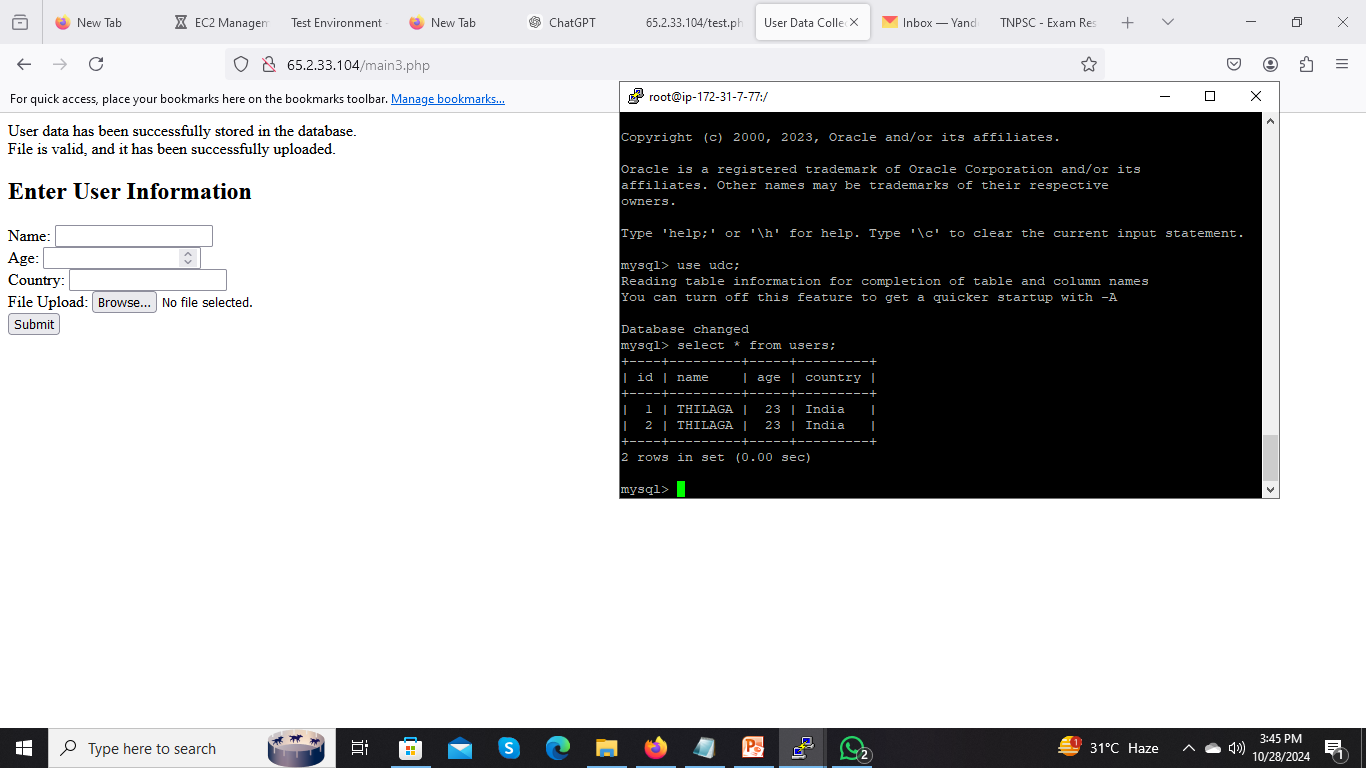 New Tab
EC2 Managem
Test Environment
New Tab
ChatGPT
65.2.33.104/test.ph
User Data Colle
Inbox — Yand
TNPSC - Exam Res
65.2.33.104/main3.php
For quick access, place your bookmarks here on the bookmarks toolbar. Manage bookmarks...
User data has been successfully stored in the database.
File is valid, and it has been successfully uploaded.
Enter User Information
Name:
Age:
Country:
File Upload: Browse... No file selected.
Submit
root@ip-172-31-7-77:/
Copyright (c) 2000, 2023, Oracle and/or its affiliates.
Oracle is a registered trademark of Oracle Corporation and/or its
affiliates. Other names may be trademarks of their respective
owners.
Type 'help;' or '\h' for help. Type '\c' to clear the current input statement.
mysql> use udc;
Reading table information for completion of table and column names
You can turn off this feature to get a quicker startup with -A
Database changed
mysql> select * from users;
+----+---------+-----+---------+
| id | name    | age | country |
+----+---------+-----+---------+
|  1 | THILAGA |  23 | India   |
|  2 | THILAGA |  23 | India   |
+----+---------+-----+---------+
2 rows in set (0.00 sec)
mysql>
Type here to search
2
1
31°C Haze
3:45 PM
10/28/2024
1